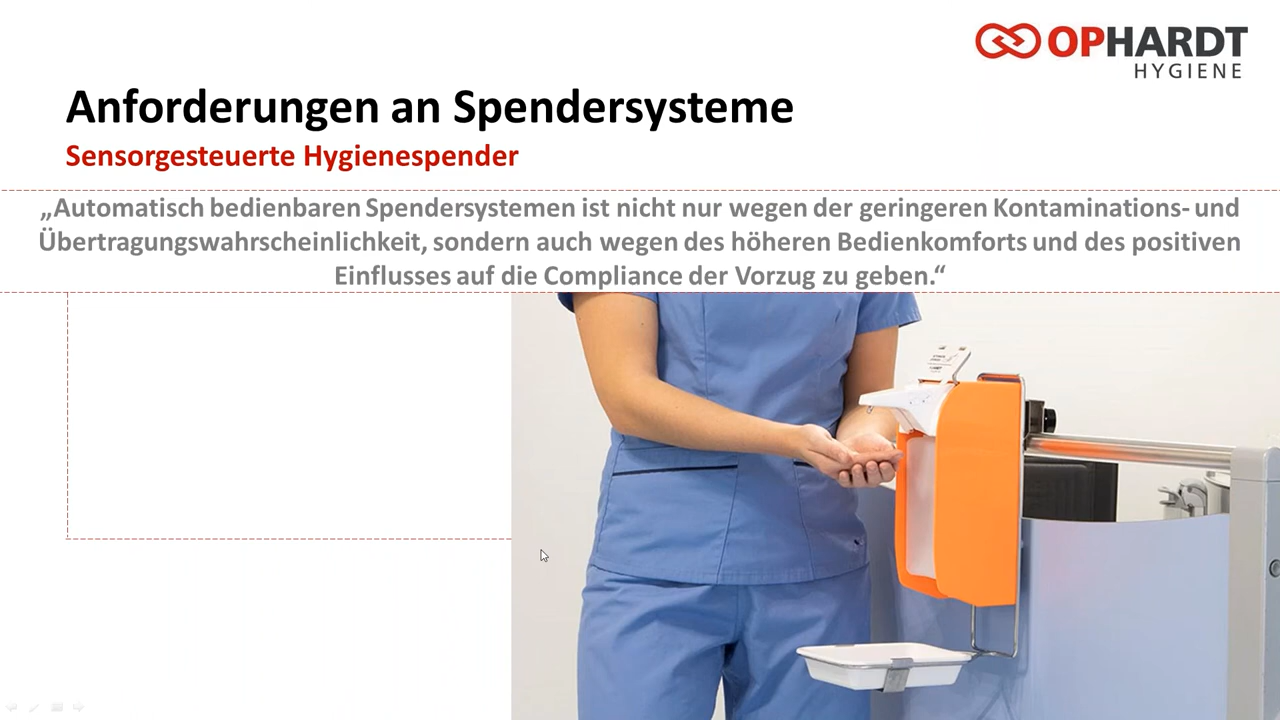 OPHARDT
HYGIENE
Anforderungen an Spendersysteme
Sensorgesteuerte Hygienespender
„Automatisch bedienbaren Spendersystemen ist nicht nur wegen der geringeren Kontaminations- und
Übertragungswahrscheinlichkeit, sondern auch wegen des höheren Bedienkomforts und des positiven
Einflusses auf die Compliance der Vorzug zu geben.“